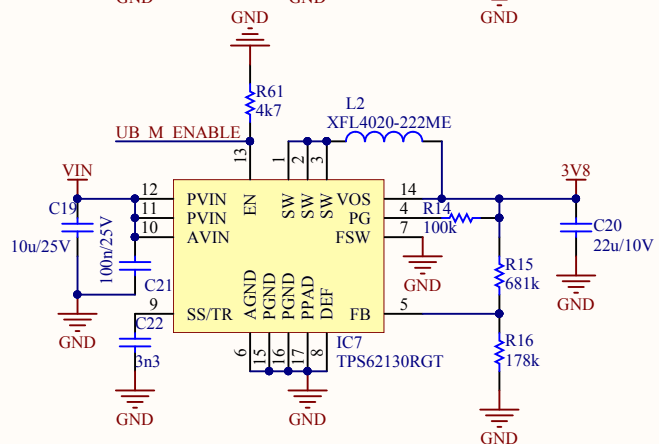 GND
GND
GND
GND
R61
4k7
L2
XFL4020-222ME
UB_M_ENABLE
13
1
2
3
VIN
3V8
12
PVIN
EN
SW
SW
SW
VOS
14
C19
11
PVIN
PG
4
R14
100k
10
AVIN
FSW
7
C20
10u/25V
100n/25V
22u/10V
GND
R15
681k
C21
GND
9
SS/TR
AGND
PGND
PGND
PPAD
DEF
FB
5
GND
C22
3n3
6
15
16
17
8
IC7
TPS62130RGT
R16
178k
GND
GND
GND